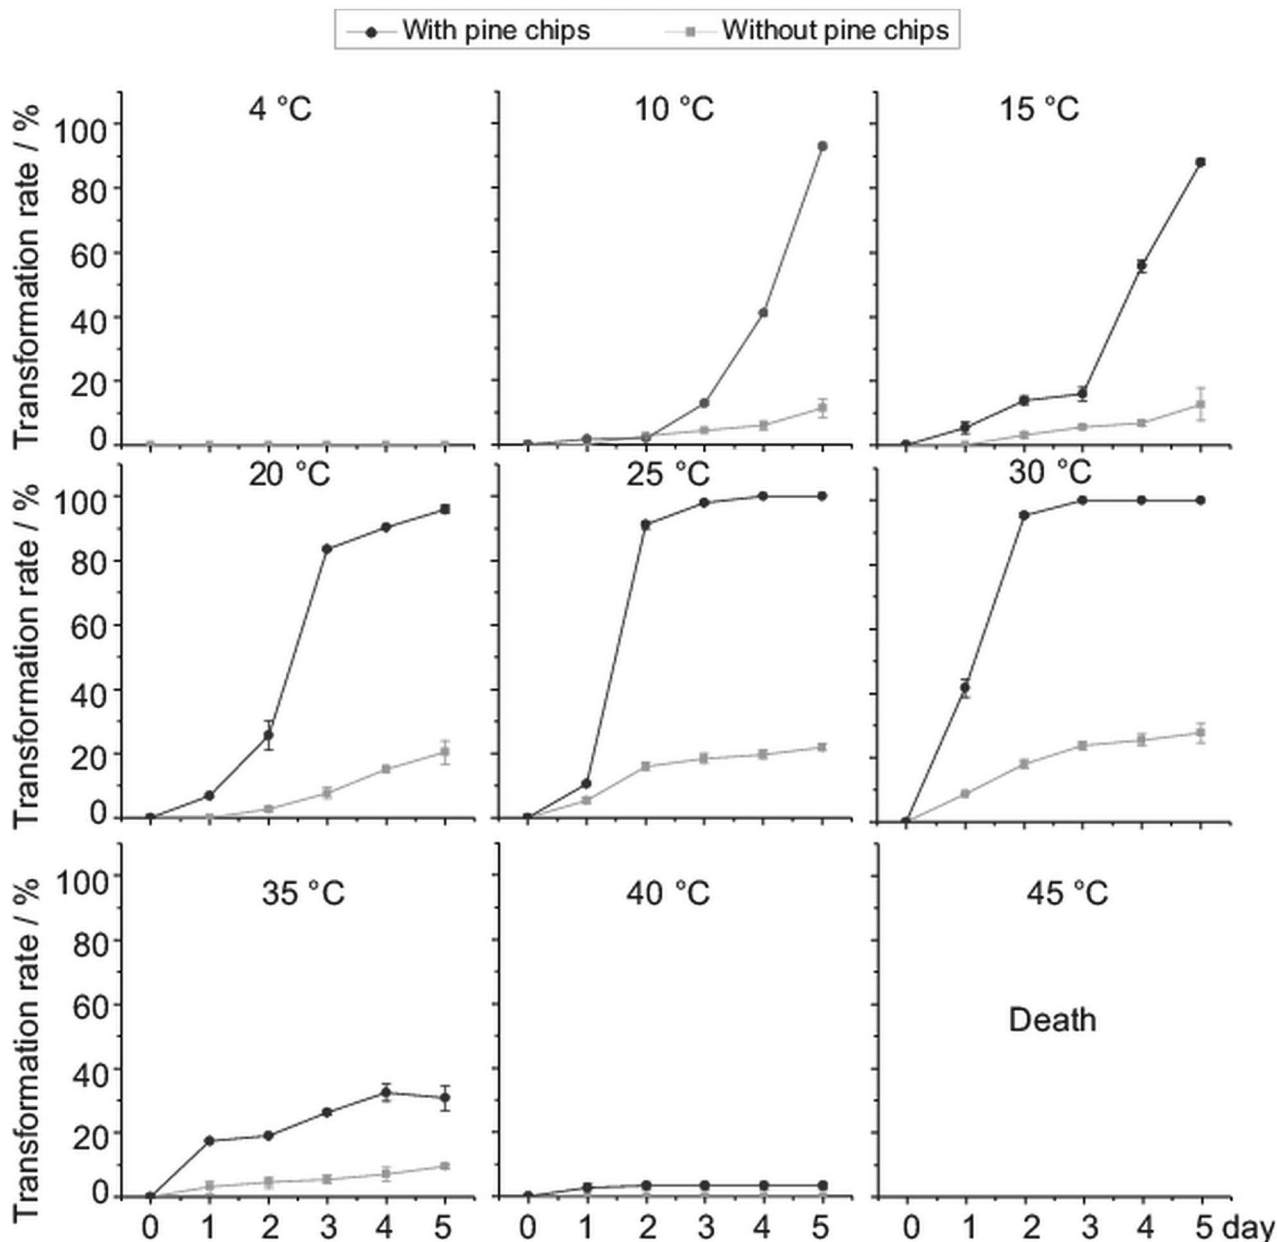 With pine chips Without pine chips
4 °C 10 °C 15 °C
Transformation rate / %
100
80
60
40
20
0
20 °C 25 °C 30 °C
Transformation rate / %
100
80
60
40
20
0
35 °C 40 °C 45 °C
Transformation rate / %
100
80
60
40
20
0
Death
0 1 2 3 4 5 0 1 2 3 4 5 0 1 2 3 4 5 day